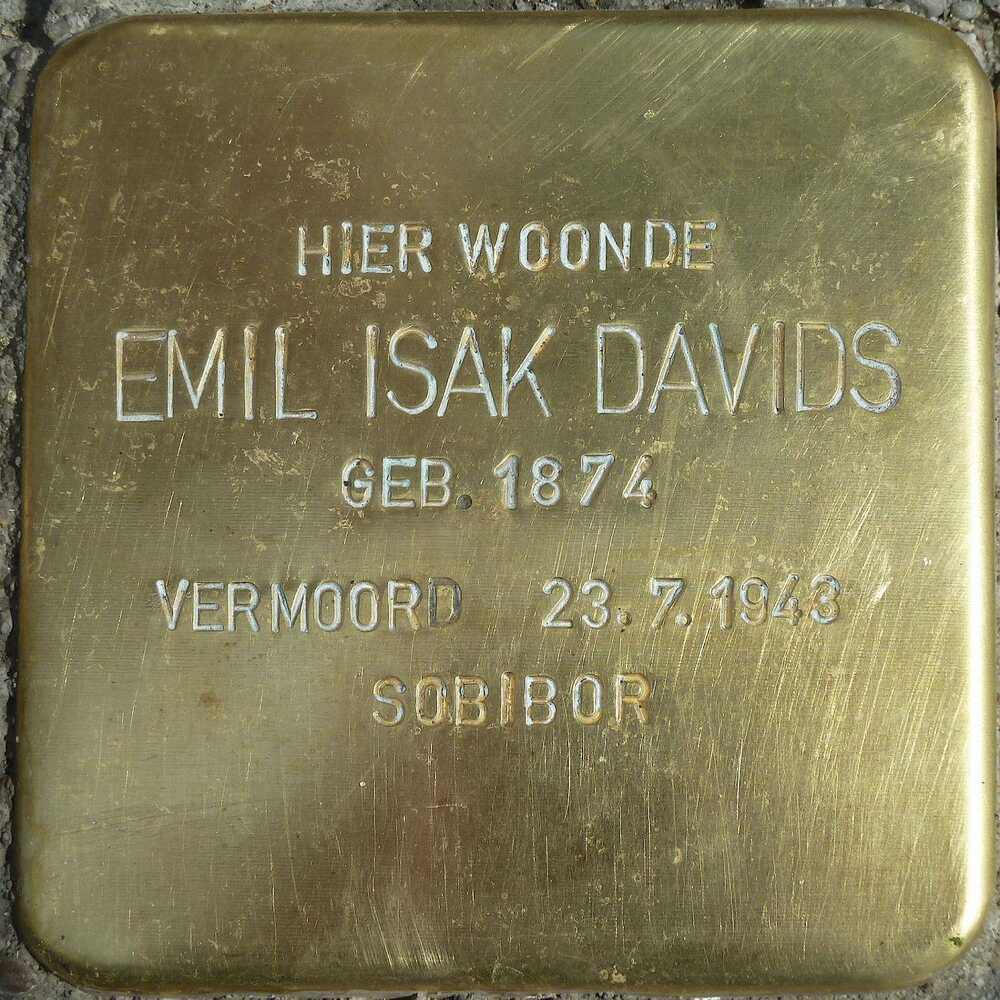 HIER WOONDE
EMIL ISAK DAVIDS
GEB. 1874
VERMOORD 23.7.1943
SOBIBOR